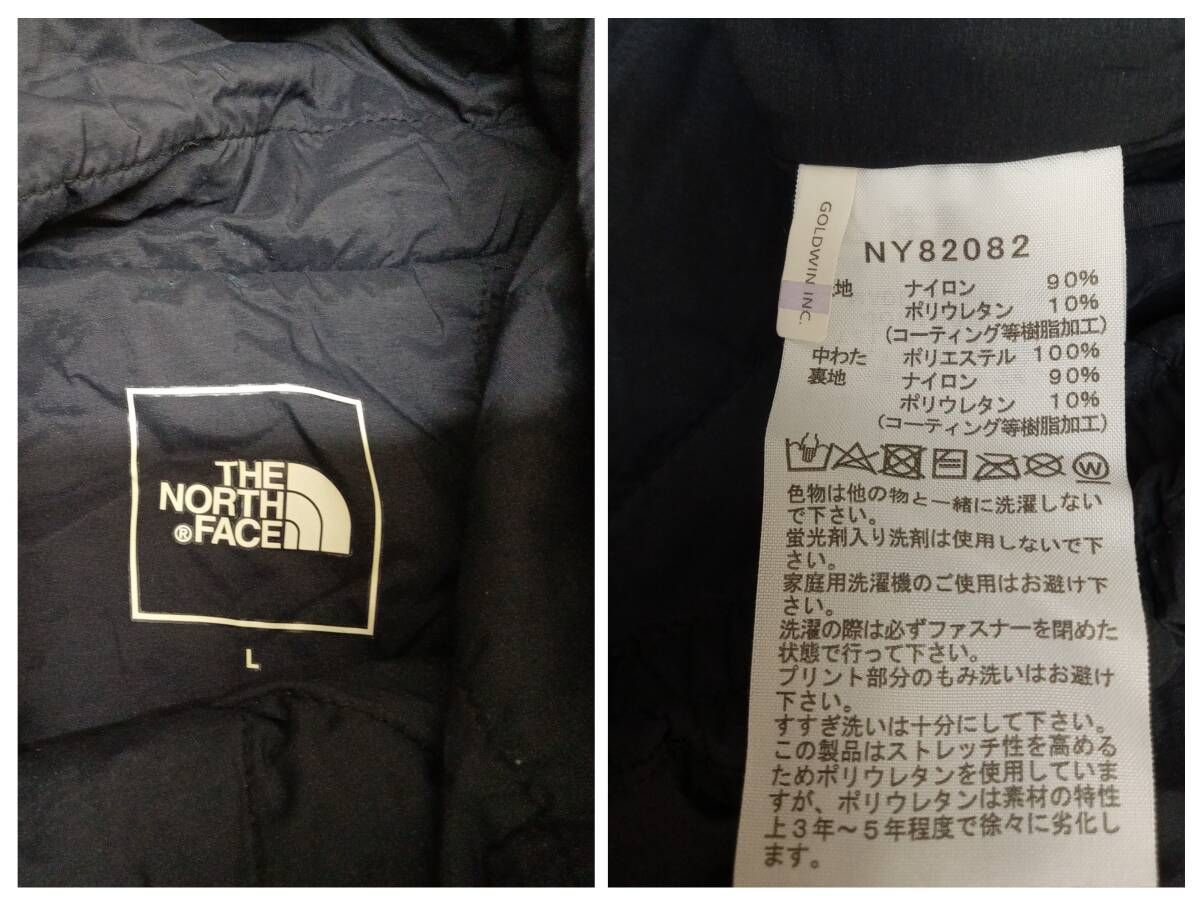 THE
NORTH
®FACE
L
GOLDWIN INC.
NY82082
地 ナイロン 90%
ポリウレタン 10%
(コーティング等樹脂加工)
中わた ポリエステル 100%
裏地 ナイロン 90%
ポリウレタン 10%
(コーティング等樹脂加工)
W
色物は他の物と一緒に洗濯しない
で下さい。
蛍光剤入り洗剤は使用しないで下
さい。
家庭用洗濯機のご使用はお避け下
さい。
洗濯の際は必ずファスナーを閉めた
状態で行って下さい。
プリント部分のもみ洗いはお避け
下さい。
すすぎ洗いは十分にして下さい。
この製品はストレッチ性を高める
ためポリウレタンを使用していま
すが、ポリウレタンは素材の特性
上3年～5年程度で徐々に劣化し
ます。